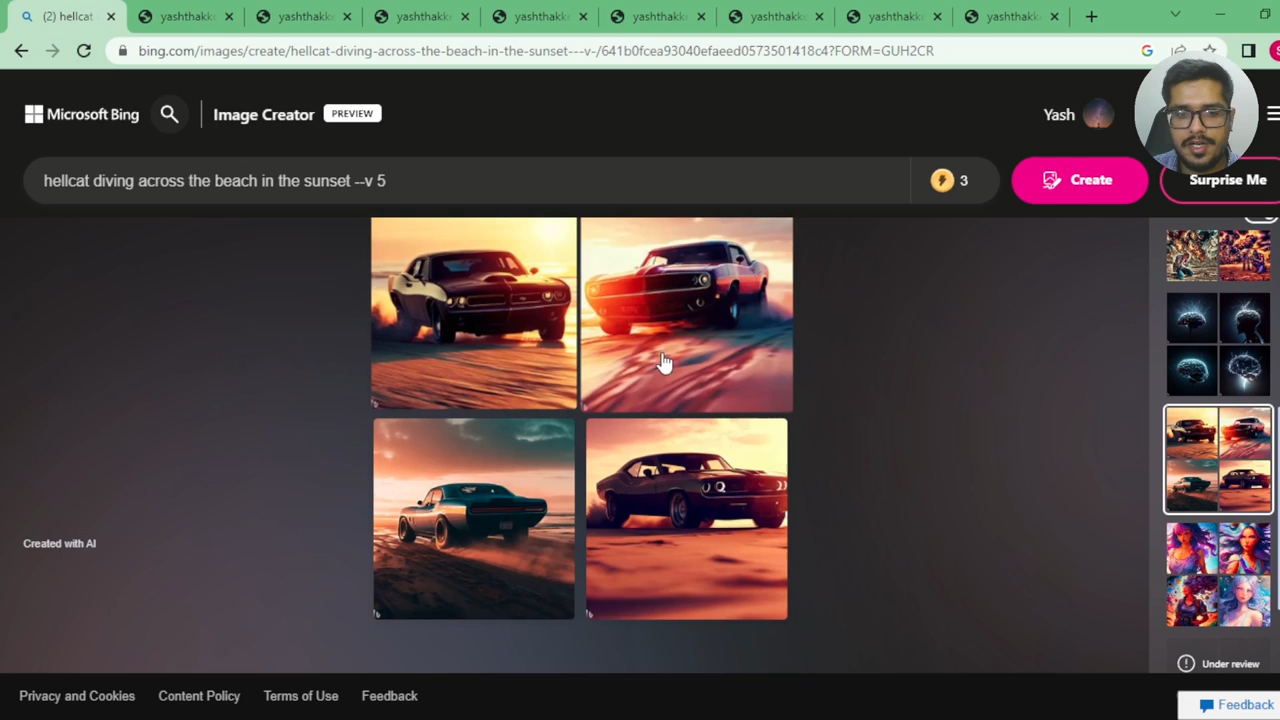 (2) hellcat
yashthakk
yashthakk
yashthakk
yashthakk
yashthakk
yashthakk
yashthakk
yashthakk
bing.com/images/create/hellcat-diving-across-the-beach-in-the-sunset---v-/641b0fcea93040efaeed0573501418c4?FORM=GUH2CR
Microsoft Bing
Image Creator
PREVIEW
Yash
hellcat diving across the beach in the sunset --v 5
3
Create
Surprise Me
Created with AI
Under review
Privacy and Cookies
Content Policy
Terms of Use
Feedback
Feedback